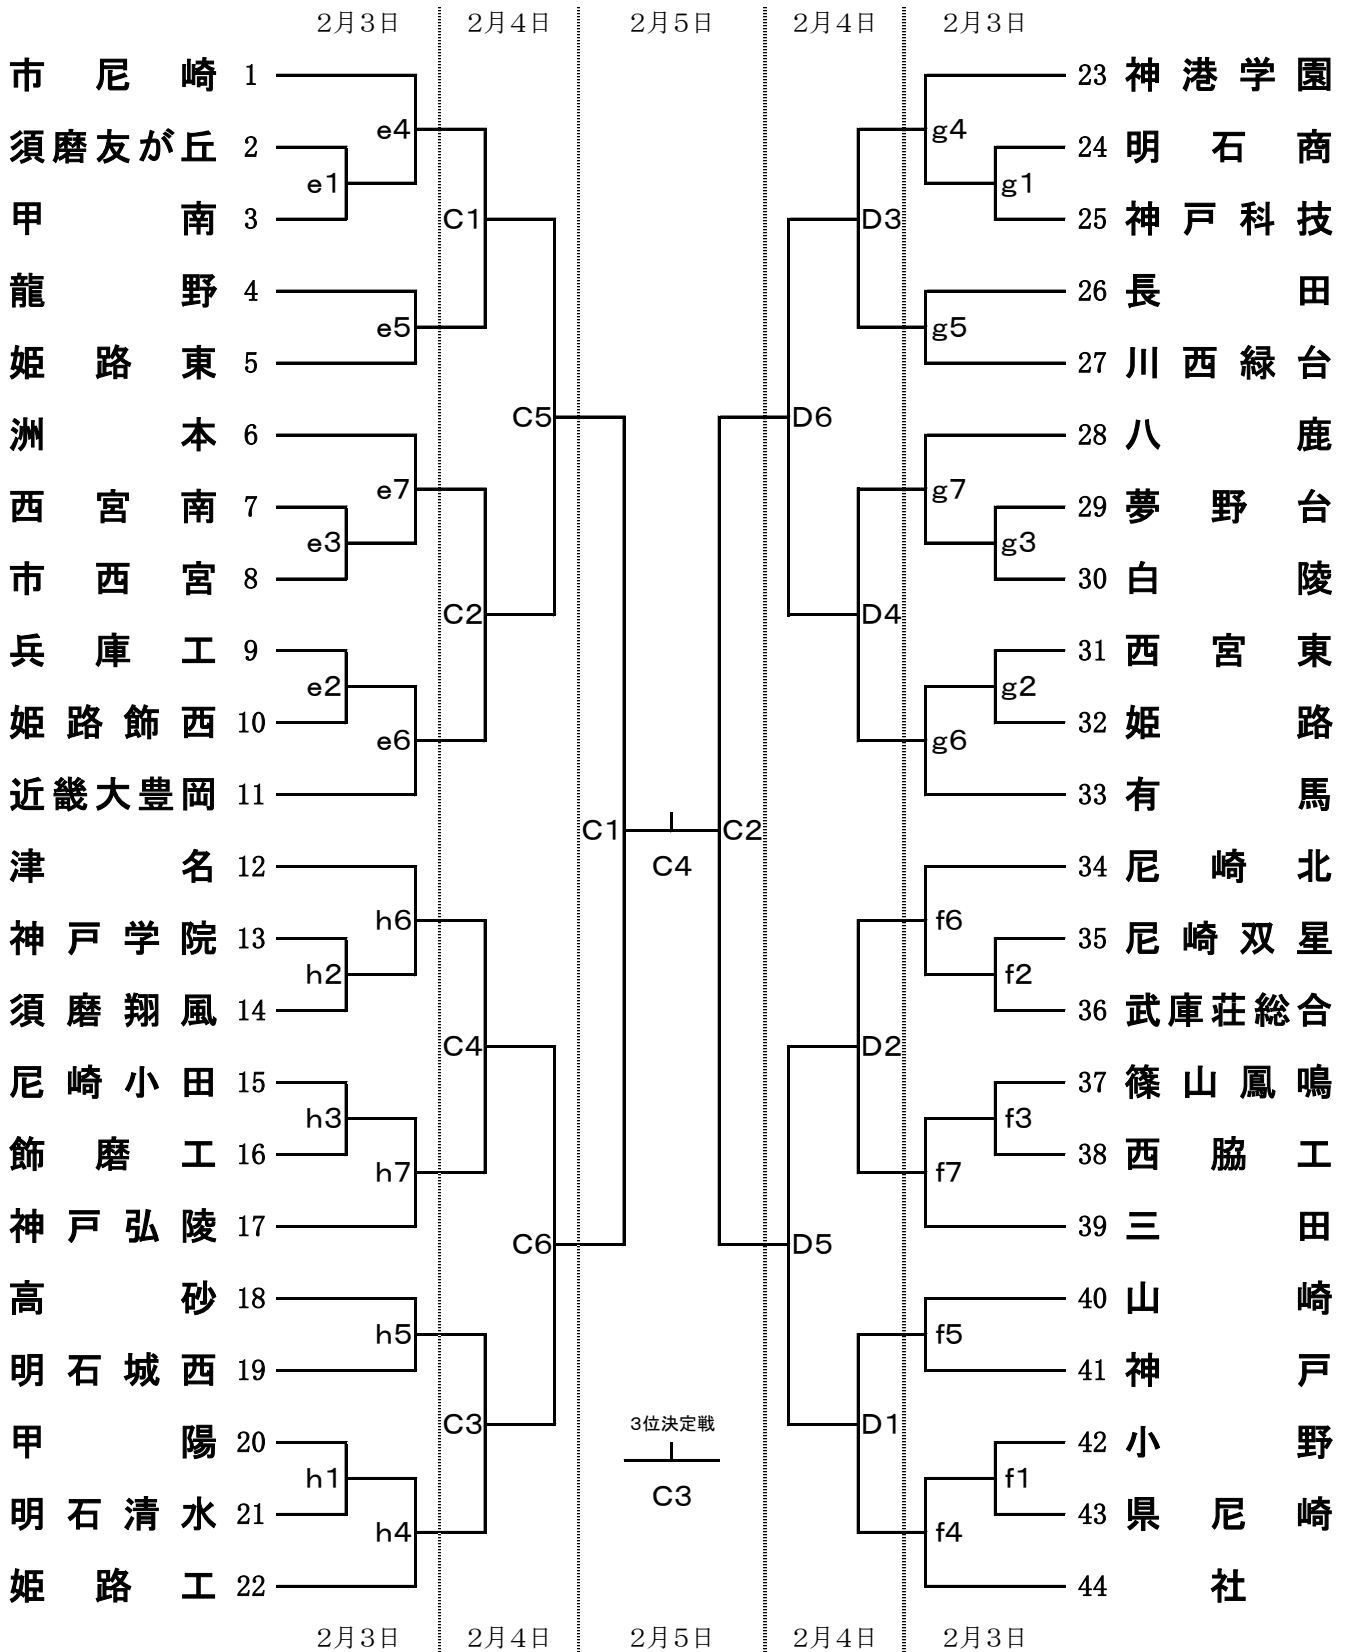 2月3日 2月4日 2月5日 2月4日 2月3日
市尼崎 1
須磨友が丘 2
甲南 3
龍野 4
姫路東 5
洲本 6
西宮南 7
市西宮 8
兵庫工 9
姫路飾西 10
近畿大豊岡 11
津名 12
神戸学院 13
須磨翔風 14
尼崎小田 15
飾磨工 16
神戸弘陵 17
高砂 18
明石城西 19
甲陽 20
明石清水 21
姫路工 22
e4
e1
e5
e7
e3
e2
e6
h6
h2
h3
h7
h5
h1
h4
C1
C2
C4
C3
C5
C6
C1
C4
C2
3位決定戦
C3
D6
D5
D3
D4
D2
D1
g4
g1
g5
g7
g3
g2
g6
f6
f2
f3
f7
f5
f1
f4
23 神港学園
24 明石商
25 神戸科技
26 長田
27 川西緑台
28 八鹿
29 夢野台
30 白陵
31 西宮東
32 姫路
33 有馬
34 尼崎北
35 尼崎双星
36 武庫荘総合
37 篠山鳳鳴
38 西脇工
39 三田
40 山崎
41 神戸
42 小野
43 県尼崎
44 社
2月3日 2月4日 2月5日 2月4日 2月3日